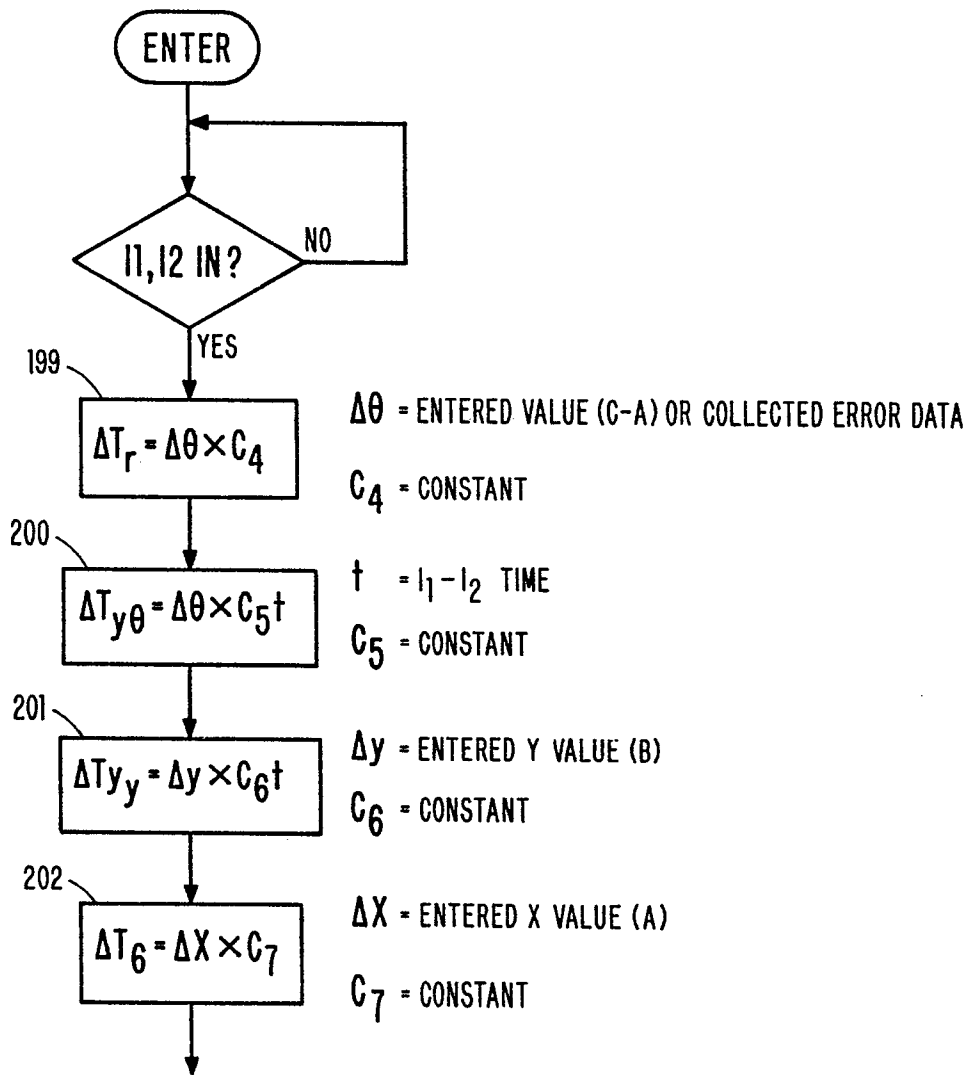 ENTER
I1, I2 IN?
NO
YES
199
ΔTr = Δθ × C4
Δθ = ENTERED VALUE (C-A) OR COLLECTED ERROR DATA
C4 = CONSTANT
200
ΔTyθ = Δθ × C5t
t = I1 - I2 TIME
C5 = CONSTANT
201
ΔTyy = Δy × C6t
Δy = ENTERED Y VALUE (B)
C6 = CONSTANT
202
ΔT6 = ΔX × C7
ΔX = ENTERED X VALUE (A)
C7 = CONSTANT